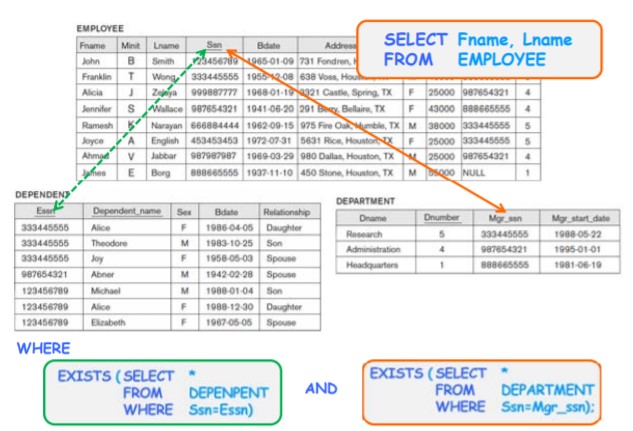 EMPLOYEE
Fname Minit Lname Ssn Bdate Address
John B Smith 123456789 1965-01-09 731 Fondren,
Franklin T Wong 333445555 1955-12-08 638 Voss,
Alicia J Zelaya 999887777 1968-01-19 3321 Castle, Spring, TX F 25000 987654321 4
Jennifer S Wallace 987654321 1941-06-20 291 Berry, Bellaire, TX F 43000 888665555 4
Ramesh K Narayan 666884444 1962-09-15 975 Fire Oak, Humble, TX M 38000 333445555 5
Joyce A English 453453453 1972-07-31 5631 Rice, Houston, TX F 25000 333445555 5
Ahmad V Jabbar 987987987 1969-03-29 980 Dallas, Houston, TX M 25000 987654321 4
James E Borg 888665555 1937-11-10 450 Stone, Houston, TX M 55000 NULL 1
SELECT Fname, Lname
FROM EMPLOYEE
DEPENDENT
Essn Dependent_name Sex Bdate Relationship
333445555 Alice F 1986-04-05 Daughter
333445555 Theodore M 1983-10-25 Son
333445555 Joy F 1958-05-03 Spouse
987654321 Abner M 1942-02-28 Spouse
123456789 Michael M 1988-01-04 Son
123456789 Alice F 1988-12-30 Daughter
123456789 Elizabeth F 1967-05-05 Spouse
DEPARTMENT
Dname Dnumber Mgr_ssn Mgr_start_date
Research 5 333445555 1988-05-22
Administration 4 987654321 1995-01-01
Headquarters 1 888665555 1981-06-19
WHERE
EXISTS ( SELECT *
FROM DEPENPENT
WHERE Ssn=Essn)
AND
EXISTS ( SELECT *
FROM DEPARTMENT
WHERE Ssn=Mgr_ssn);